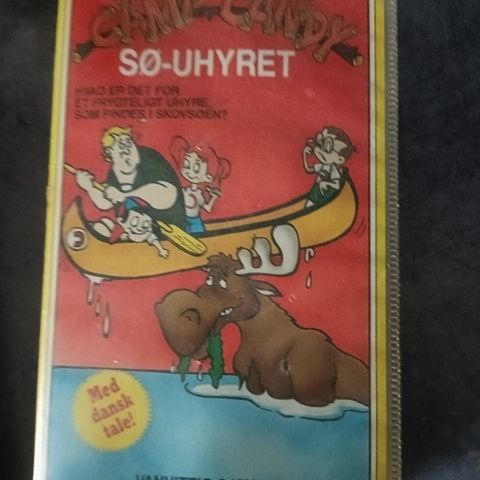 CAMP CANDY
SØ-UHYRET
HVAD ER DET FOR
ET FRYGTELIGT UHYRE,
SOM FINDES I SKOVSØEN?
Med
dansk
tale!